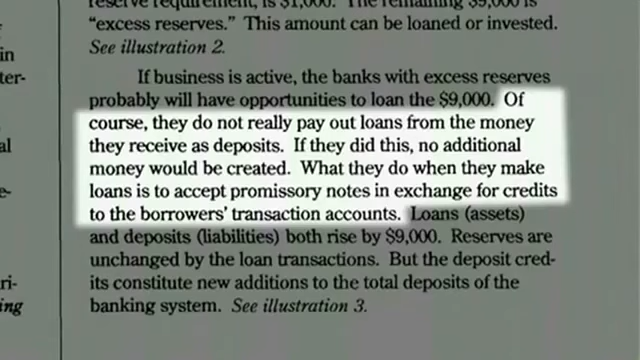 reserve requirement, is $1,000. The remaining $9,000 is
"excess reserves." This amount can be loaned or invested.
See illustration 2.
in
ter-
If business is active, the banks with excess reserves
probably will have opportunities to loan the $9,000. Of
course, they do not really pay out loans from the money
they receive as deposits. If they did this, no additional
al
money would be created. What they do when they make
loans is to accept promissory notes in exchange for credits
e-
to the borrowers' transaction accounts. Loans (assets)
and deposits (liabilities) both rise by $9,000. Reserves are
unchanged by the loan transactions. But the deposit cred-
ri-
its constitute new additions to the total deposits of the
ing
banking system. See illustration 3.